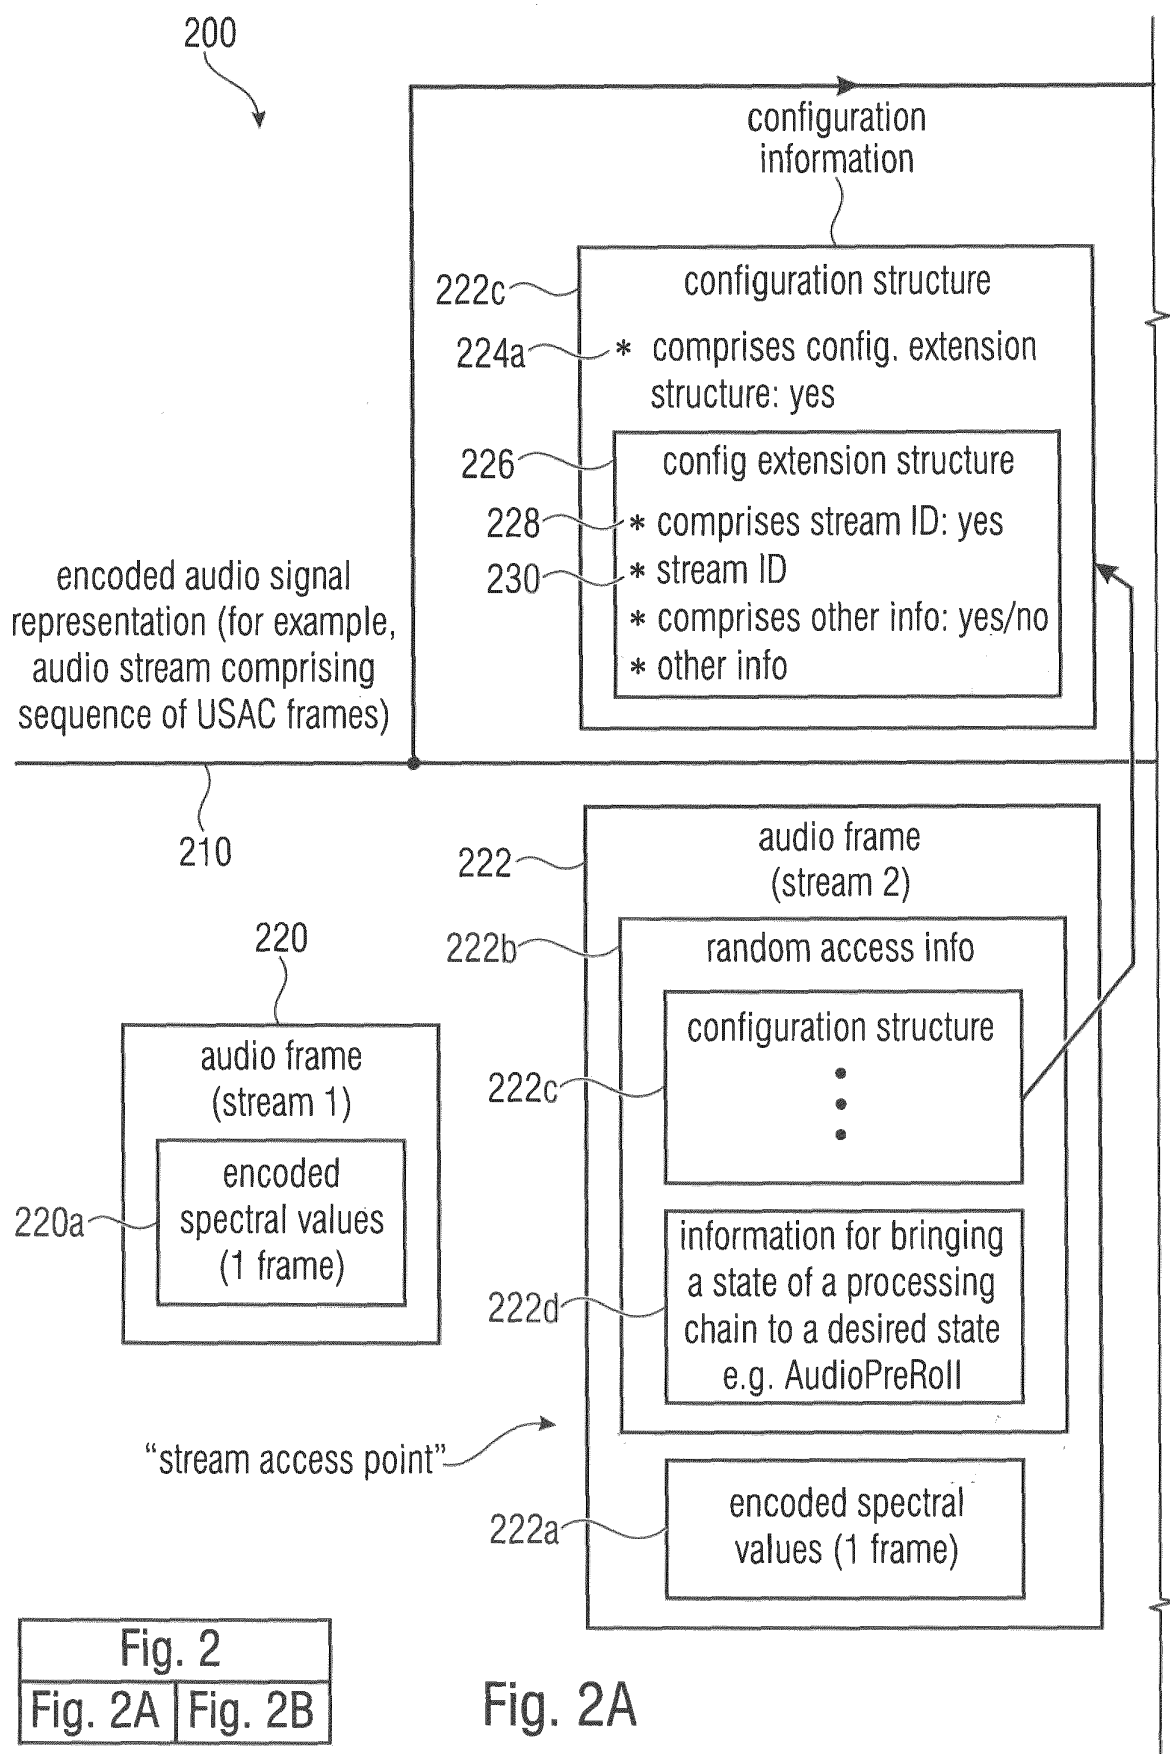 200
configuration
information
222c
configuration structure
224a
* comprises config. extension
structure: yes
226
config extension structure
228
* comprises stream ID: yes
230
* stream ID
* comprises other info: yes/no
* other info
encoded audio signal
representation (for example,
audio stream comprising
sequence of USAC frames)
210
222
audio frame
(stream 2)
222b
random access info
configuration structure
222c
220
audio frame
(stream 1)
encoded
spectral values
(1 frame)
220a
information for bringing
a state of a processing
chain to a desired state
e.g. AudioPreRoll
222d
“stream access point”
encoded spectral
values (1 frame)
222a
Fig. 2
Fig. 2A
Fig. 2B
Fig. 2A